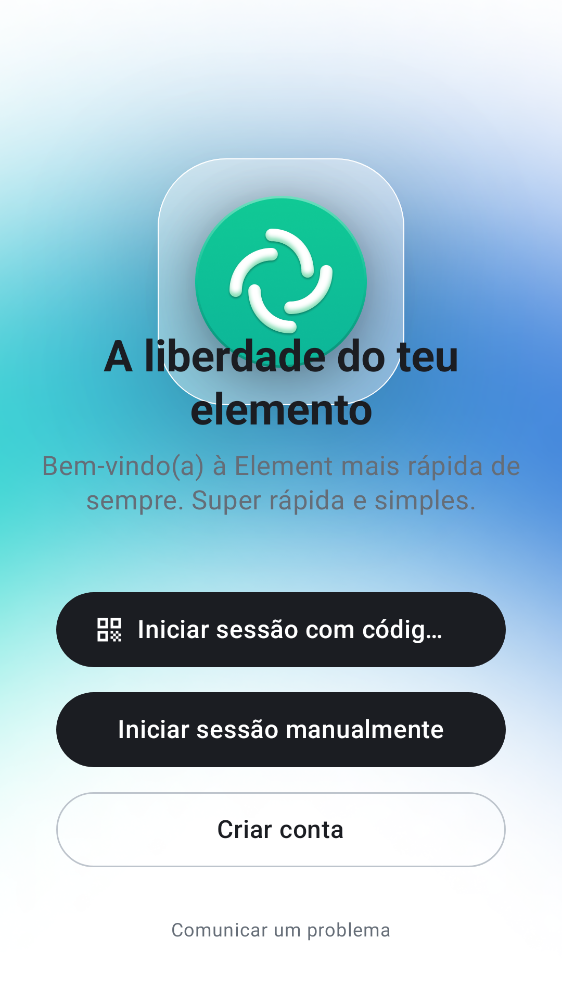 A liberdade do teu
elemento
Bem-vindo(a) à Element mais rápida de
sempre. Super rápida e simples.
Iniciar sessão com códig…
Iniciar sessão manualmente
Criar conta
Comunicar um problema